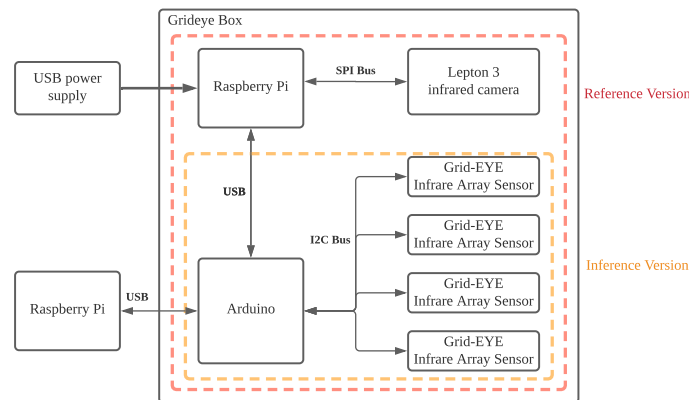 Grideye Box
USB power
supply
Raspberry Pi
SPI Bus
Lepton 3
infrared camera
Reference Version
USB
Grid-EYE
Infrare Array Sensor
I2C Bus
Grid-EYE
Infrare Array Sensor
Inference Version
Raspberry Pi
USB
Arduino
Grid-EYE
Infrare Array Sensor
Grid-EYE
Infrare Array Sensor